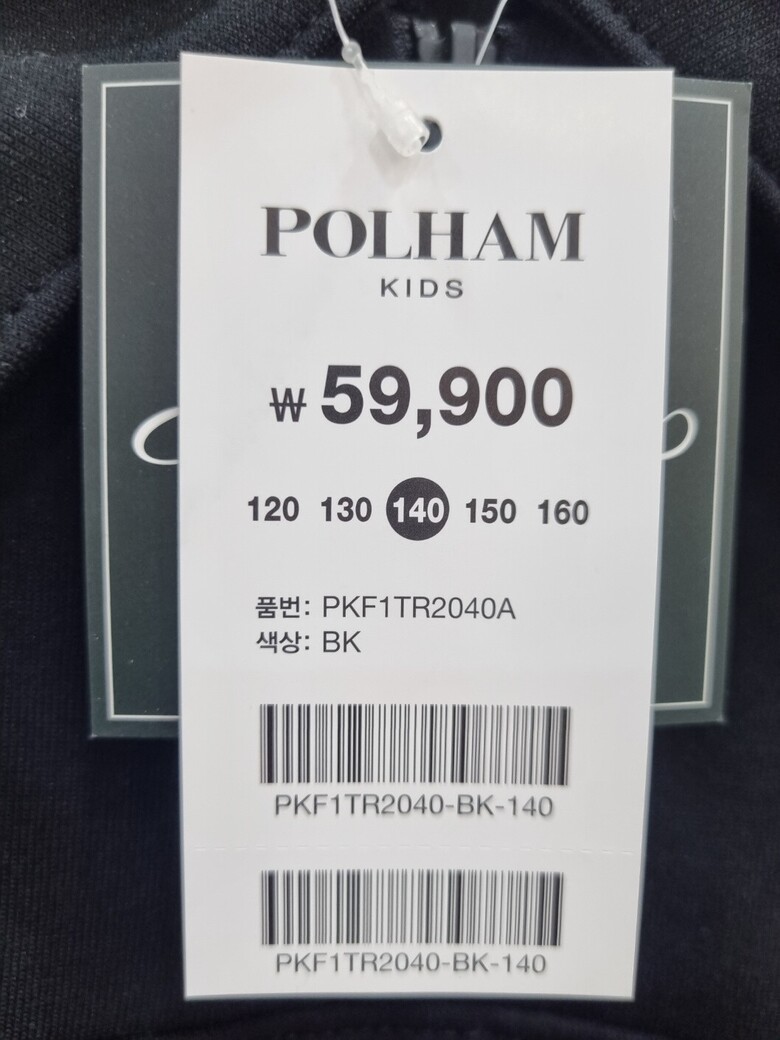 POLHAM
KIDS
₩ 59,900
120 130 140 150 160
품번: PKF1TR2040A
색상: BK
PKF1TR2040-BK-140
PKF1TR2040-BK-140